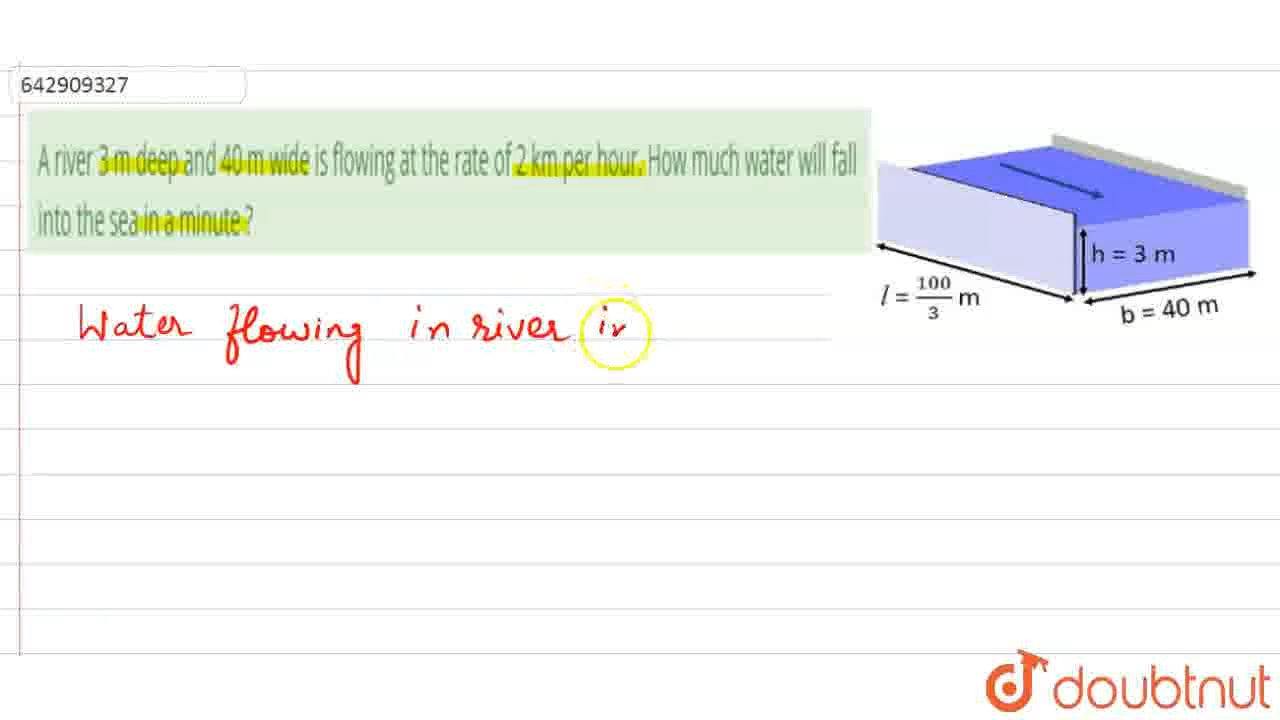 642909327
A river 3 m deep and 40 m wide is flowing at the rate of 2 km per hour. How much water will fall
into the sea in a minute ?
h = 3 m
l = 100/3 m
b = 40 m
Water flowing in river in
doubtnut